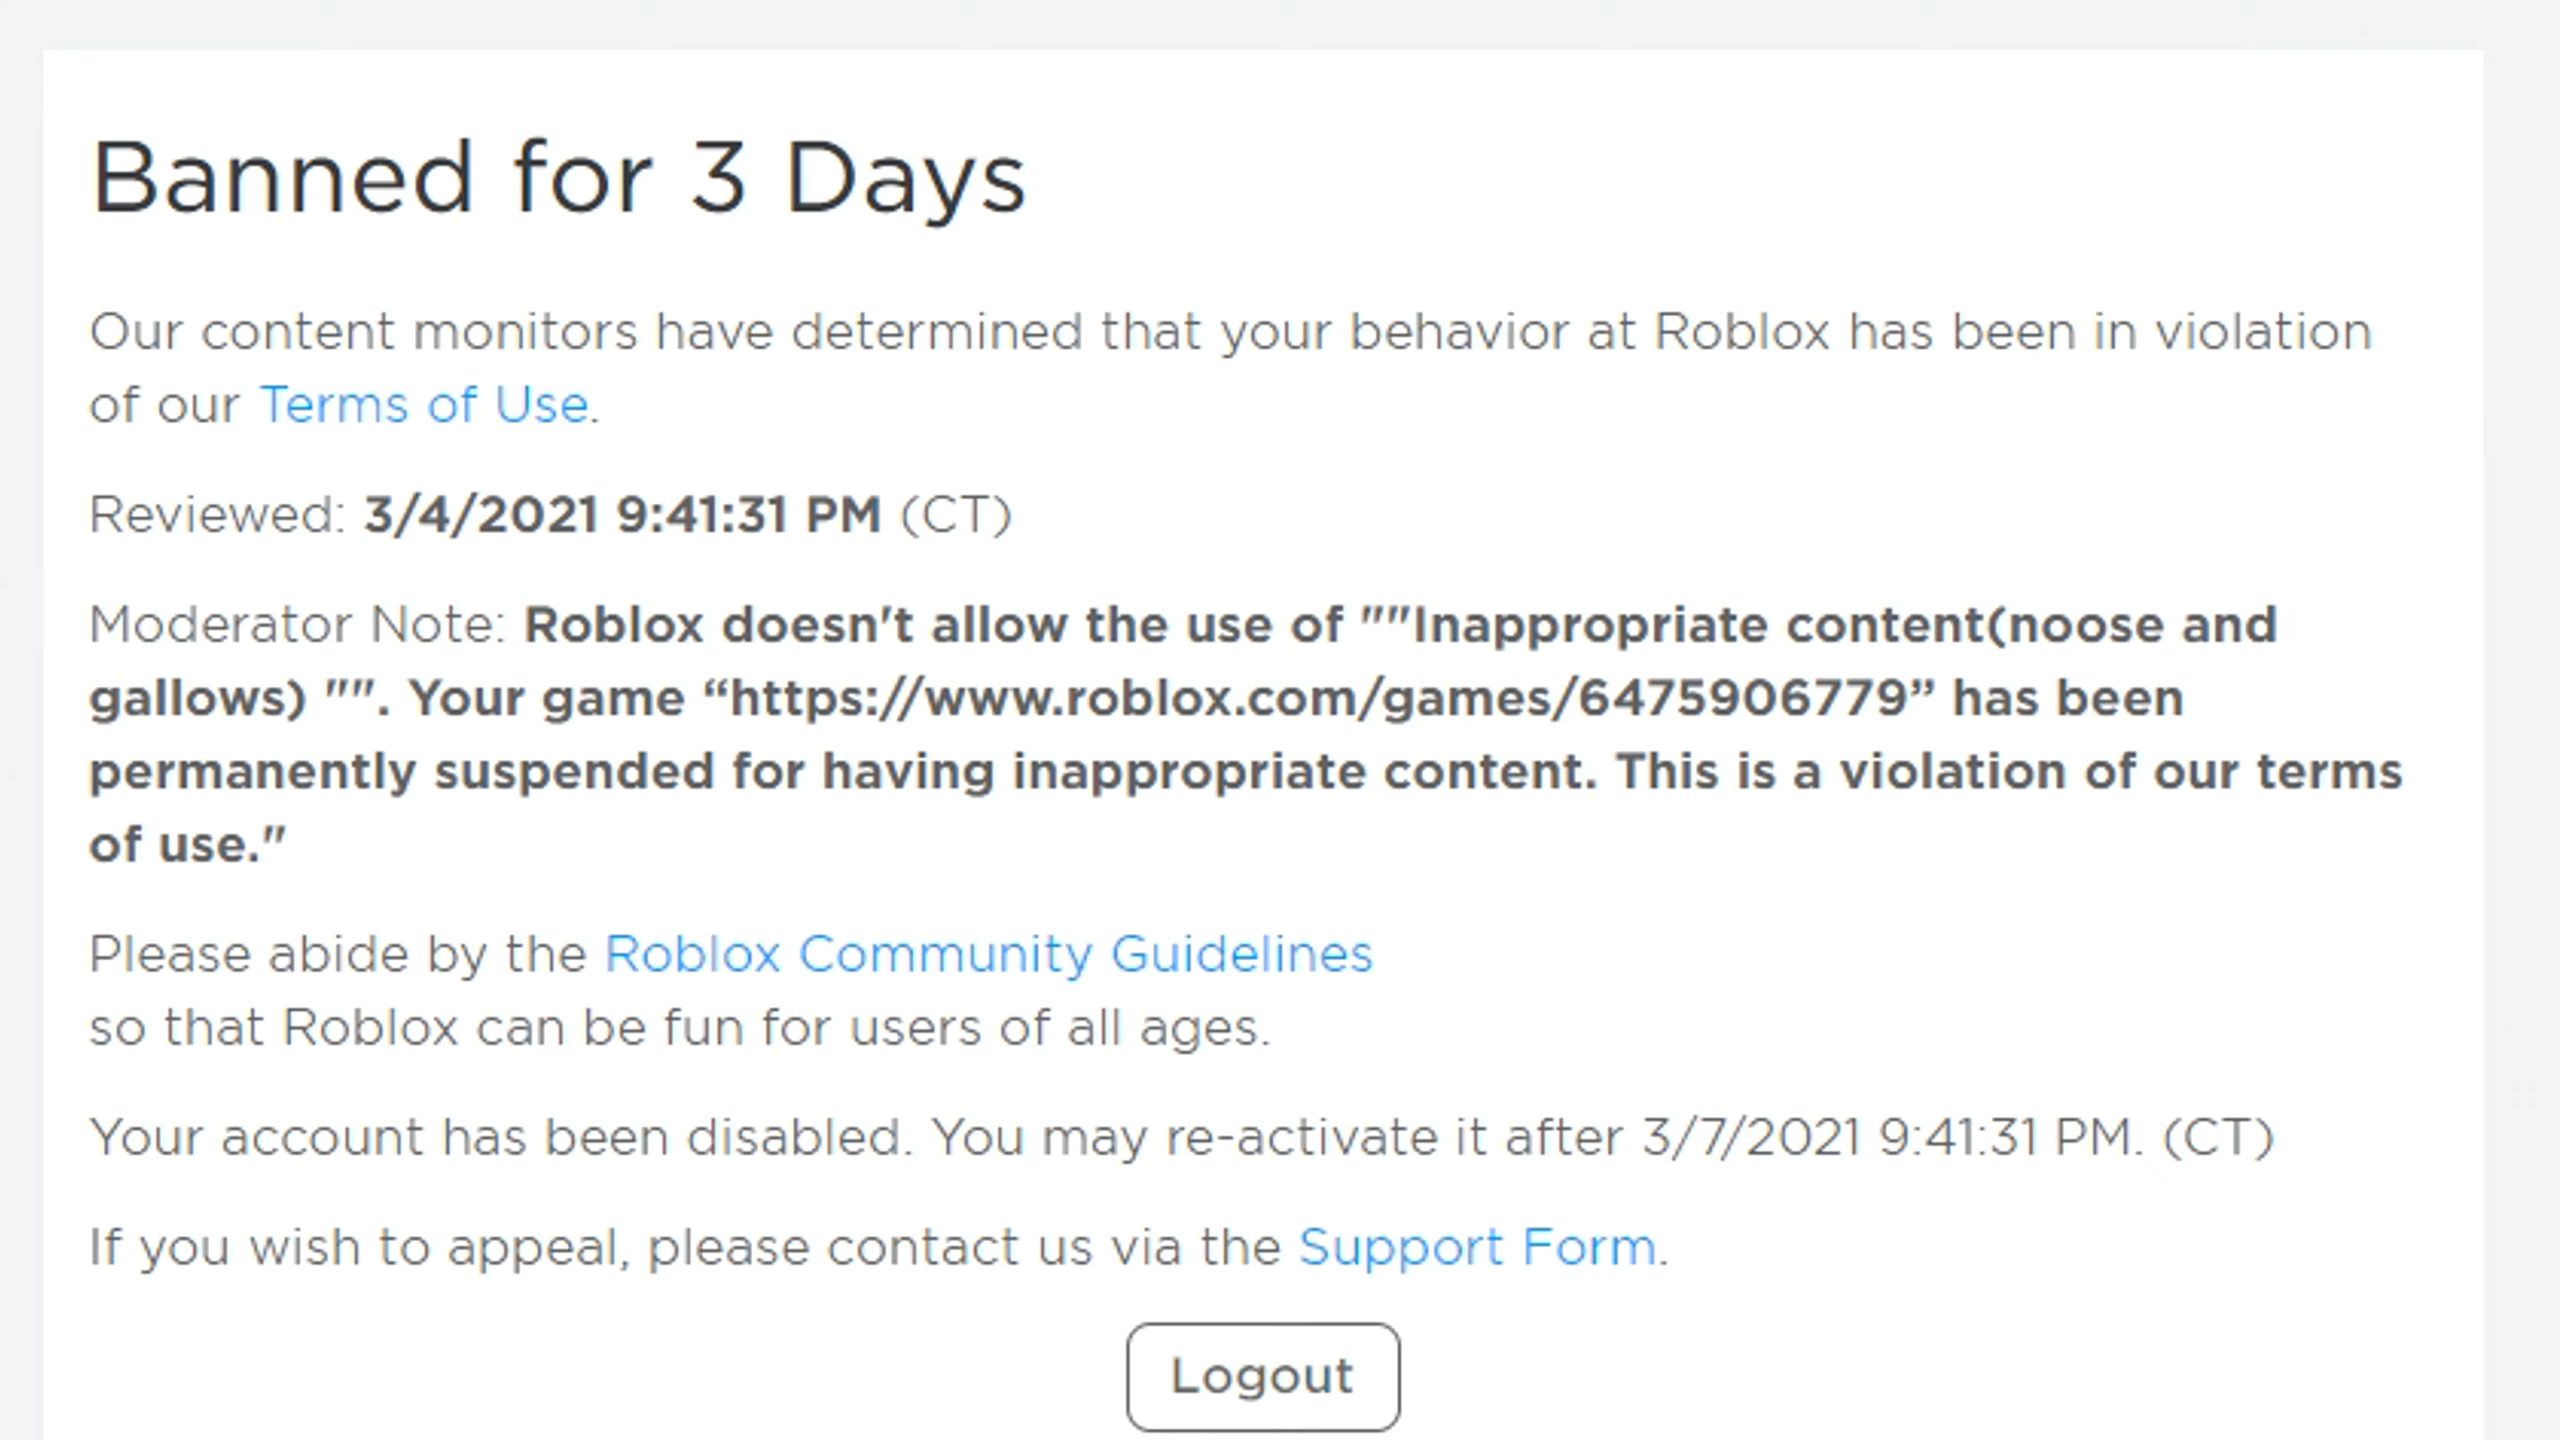 Banned for 3 Days
Our content monitors have determined that your behavior at Roblox has been in violation
of our Terms of Use.
Reviewed: 3/4/2021 9:41:31 PM (CT)
Moderator Note: Roblox doesn't allow the use of ""Inappropriate content(noose and
gallows) "". Your game “https://www.roblox.com/games/6475906779” has been
permanently suspended for having inappropriate content. This is a violation of our terms
of use."
Please abide by the Roblox Community Guidelines
so that Roblox can be fun for users of all ages.
Your account has been disabled. You may re-activate it after 3/7/2021 9:41:31 PM. (CT)
If you wish to appeal, please contact us via the Support Form.
Logout